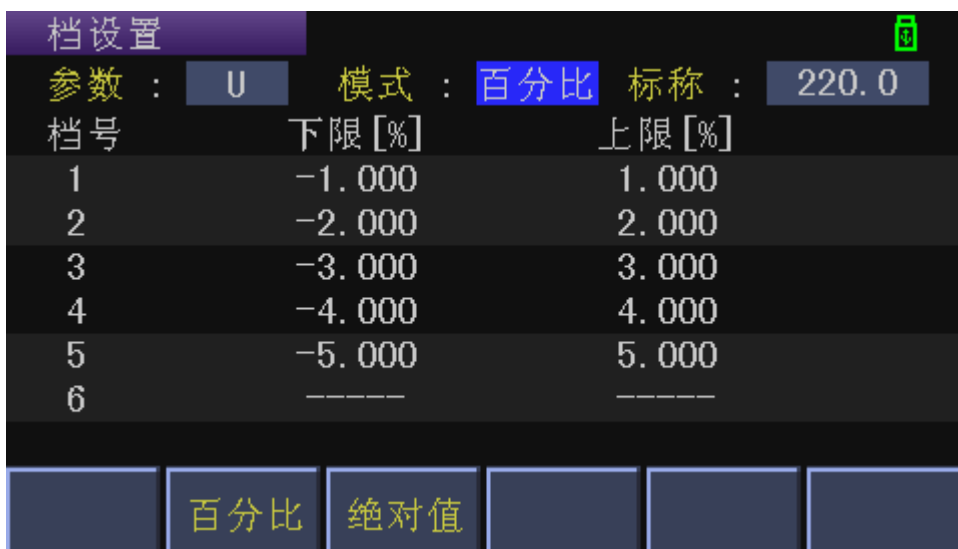 档设置
参数 : U 模式 : 百分比 标称 : 220.0
档号 下限[%] 上限[%]
1 -1.000 1.000
2 -2.000 2.000
3 -3.000 3.000
4 -4.000 4.000
5 -5.000 5.000
6 ----- -----
百分比 绝对值